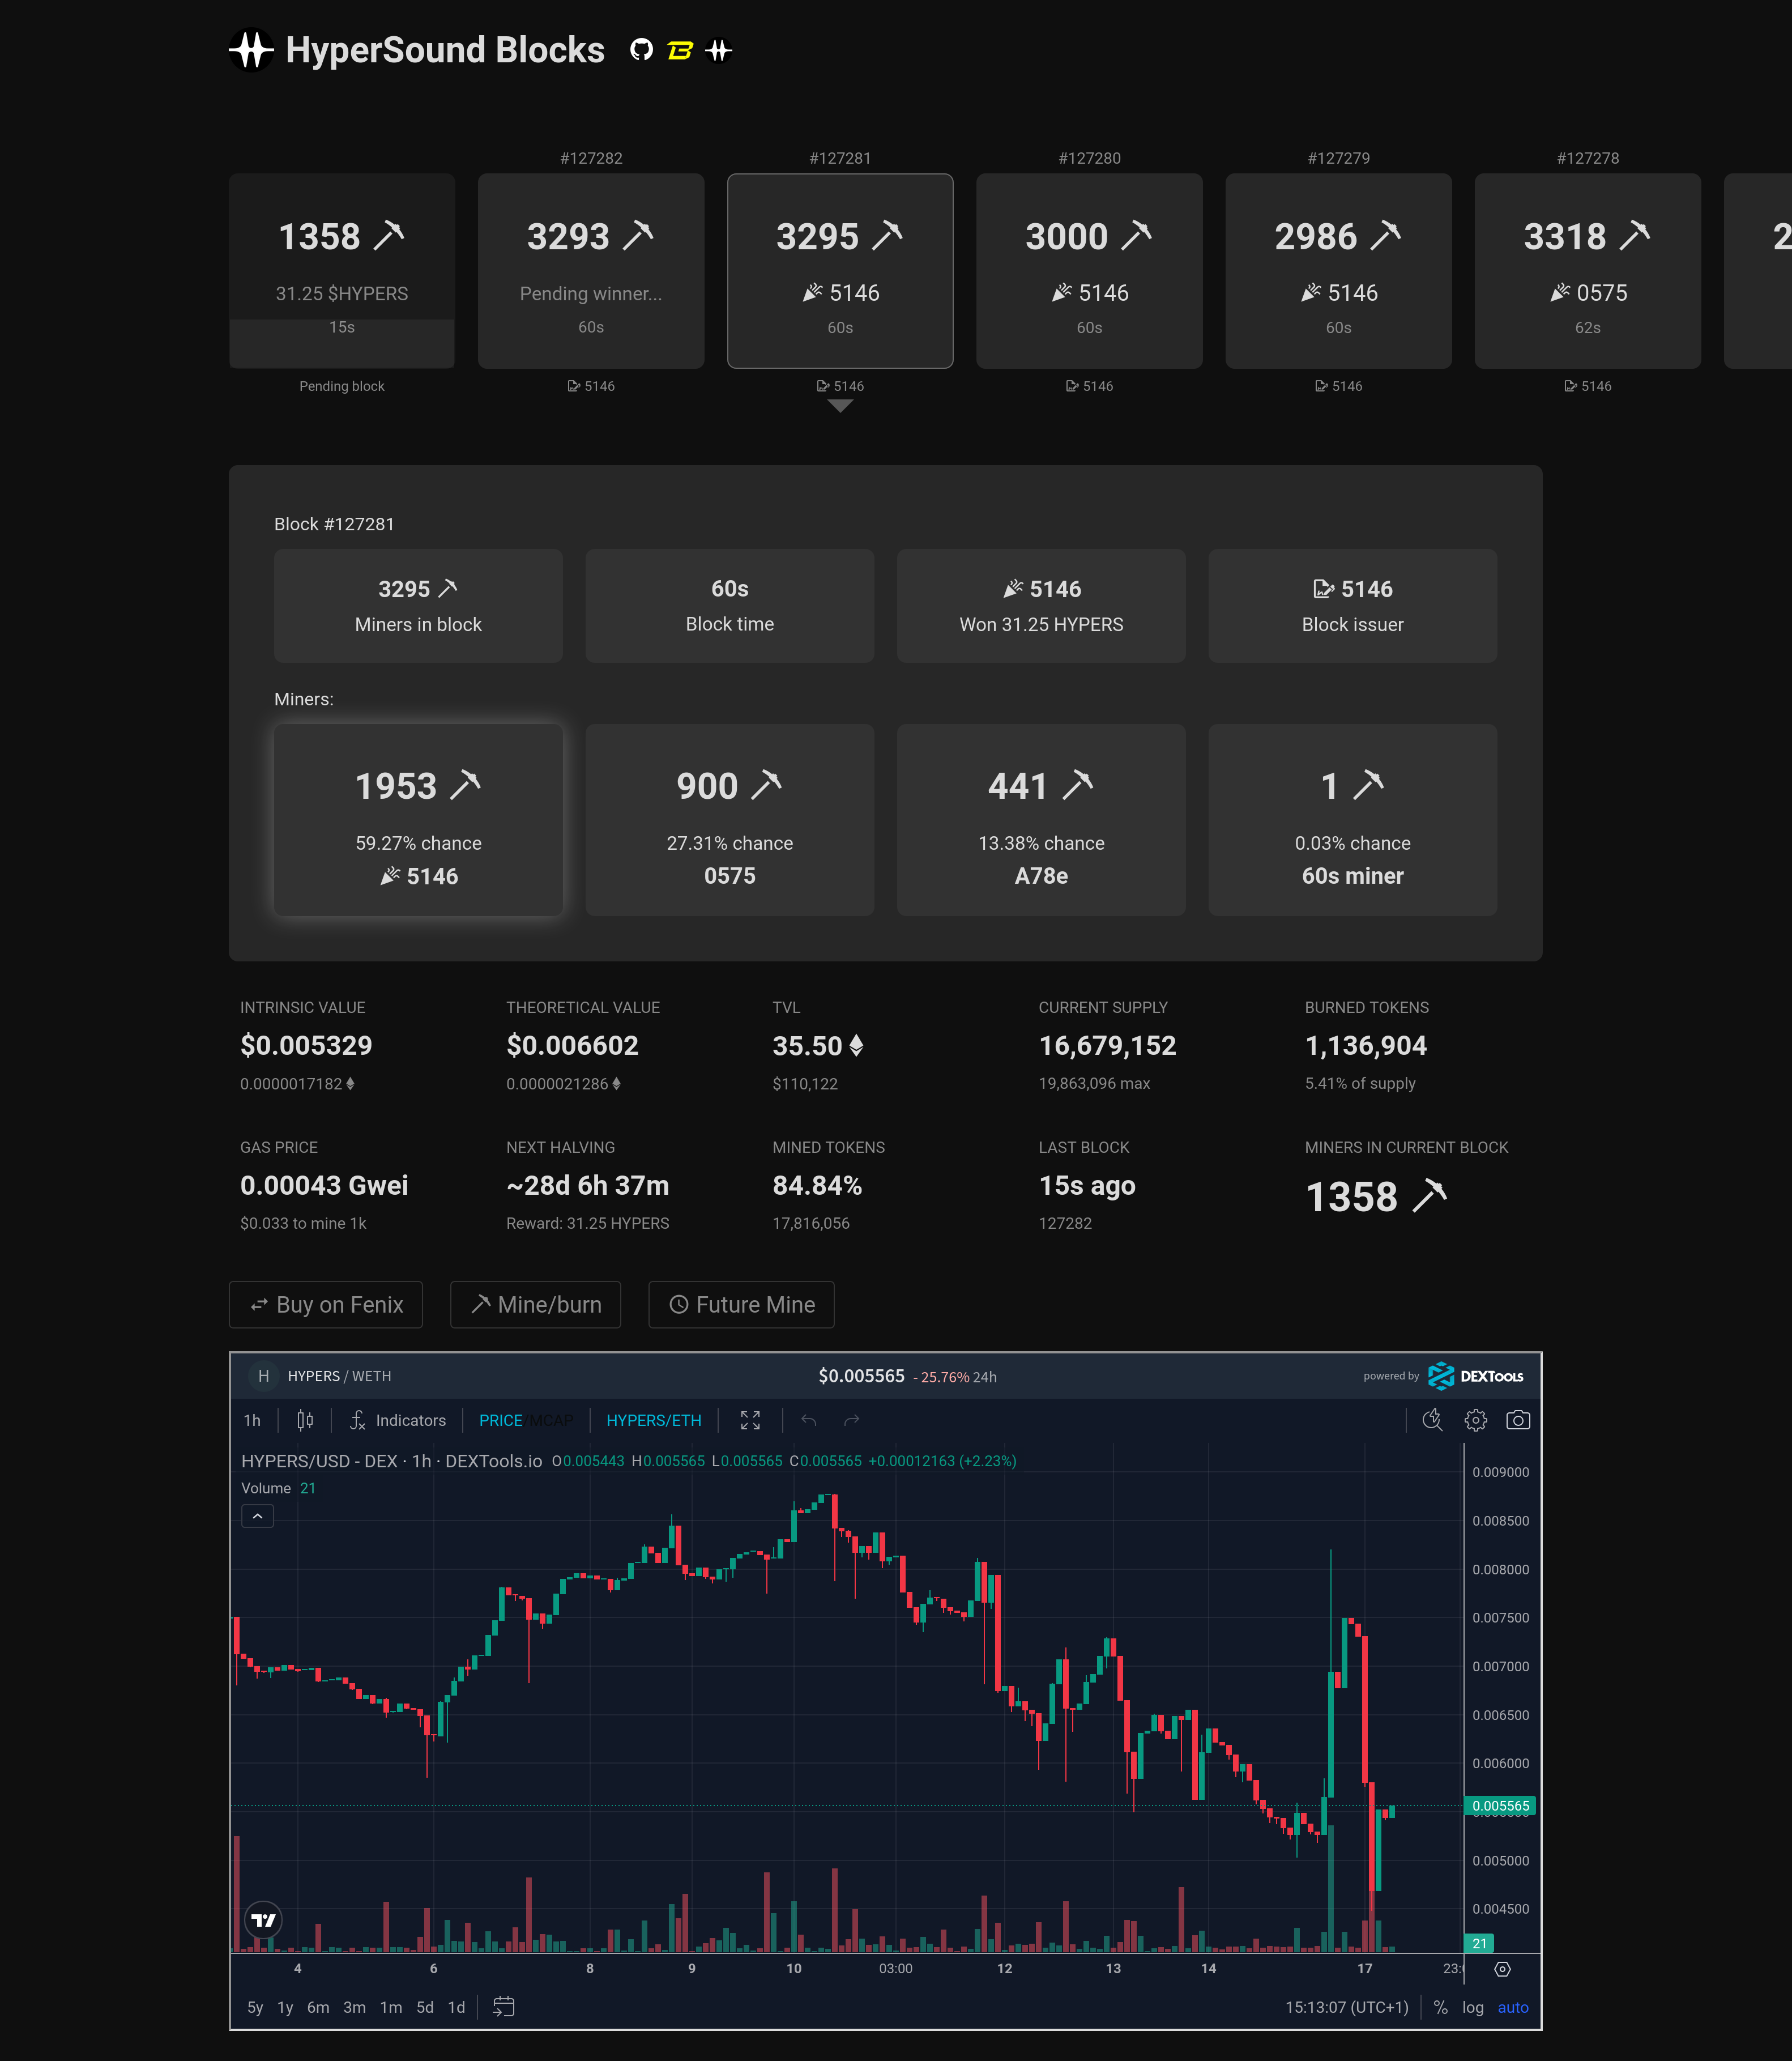 HyperSound Blocks
#127282 #127281 #127280 #127279 #127278
1358 3293 3295 3000 2986 3318 2
31.25 $HYPERS Pending winner... 5146 5146 5146 0575
15s 60s 60s 60s 60s 62s
Pending block 5146 5146 5146 5146 5146
Block #127281
3295 60s 5146 5146
Miners in block Block time Won 31.25 HYPERS Block issuer
Miners:
1953 900 441 1
59.27% chance 27.31% chance 13.38% chance 0.03% chance
5146 0575 A78e 60s miner
INTRINSIC VALUE THEORETICAL VALUE TVL CURRENT SUPPLY BURNED TOKENS
$0.005329 $0.006602 35.50 16,679,152 1,136,904
0.0000017182 0.0000021286 $110,122 19,863,096 max 5.41% of supply
GAS PRICE NEXT HALVING MINED TOKENS LAST BLOCK MINERS IN CURRENT BLOCK
0.00043 Gwei ~28d 6h 37m 84.84% 15s ago 1358
$0.033 to mine 1k Reward: 31.25 HYPERS 17,816,056 127282
Buy on Fenix Mine/burn Future Mine
H HYPERS / WETH $0.005565 - 25.76% 24h powered by DEXTools
1h Indicators PRICE/MCAP HYPERS/ETH
HYPERS/USD - DEX · 1h · DEXTools.io O0.005443 H0.005565 L0.005565 C0.005565 +0.00012163 (+2.23%)
Volume 21
0.009000
0.008500
0.008000
0.007500
0.007000
0.006500
0.006000
0.005565
0.005000
0.004500
21
4 6 8 9 10 03:00 12 13 14 17 23:
5y 1y 6m 3m 1m 5d 1d 15:13:07 (UTC+1) % log auto